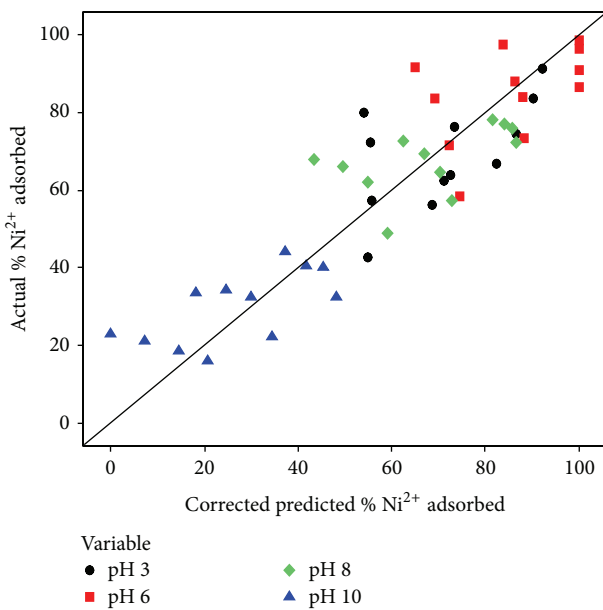 100
80
60
40
20
0
Actual % Ni²⁺ adsorbed
0 20 40 60 80 100
Corrected predicted % Ni²⁺ adsorbed
Variable
pH 3 pH 8
pH 6 pH 10